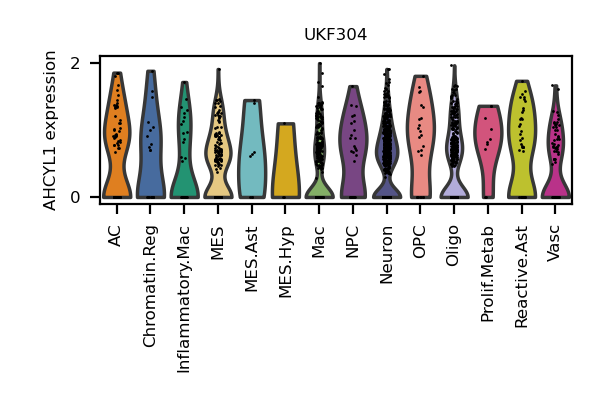 UKF304
AHCYL1 expression
2
0
AC
Chromatin.Reg
Inflammatory.Mac
MES
MES.Ast
MES.Hyp
Mac
NPC
Neuron
OPC
Oligo
Prolif.Metab
Reactive.Ast
Vasc